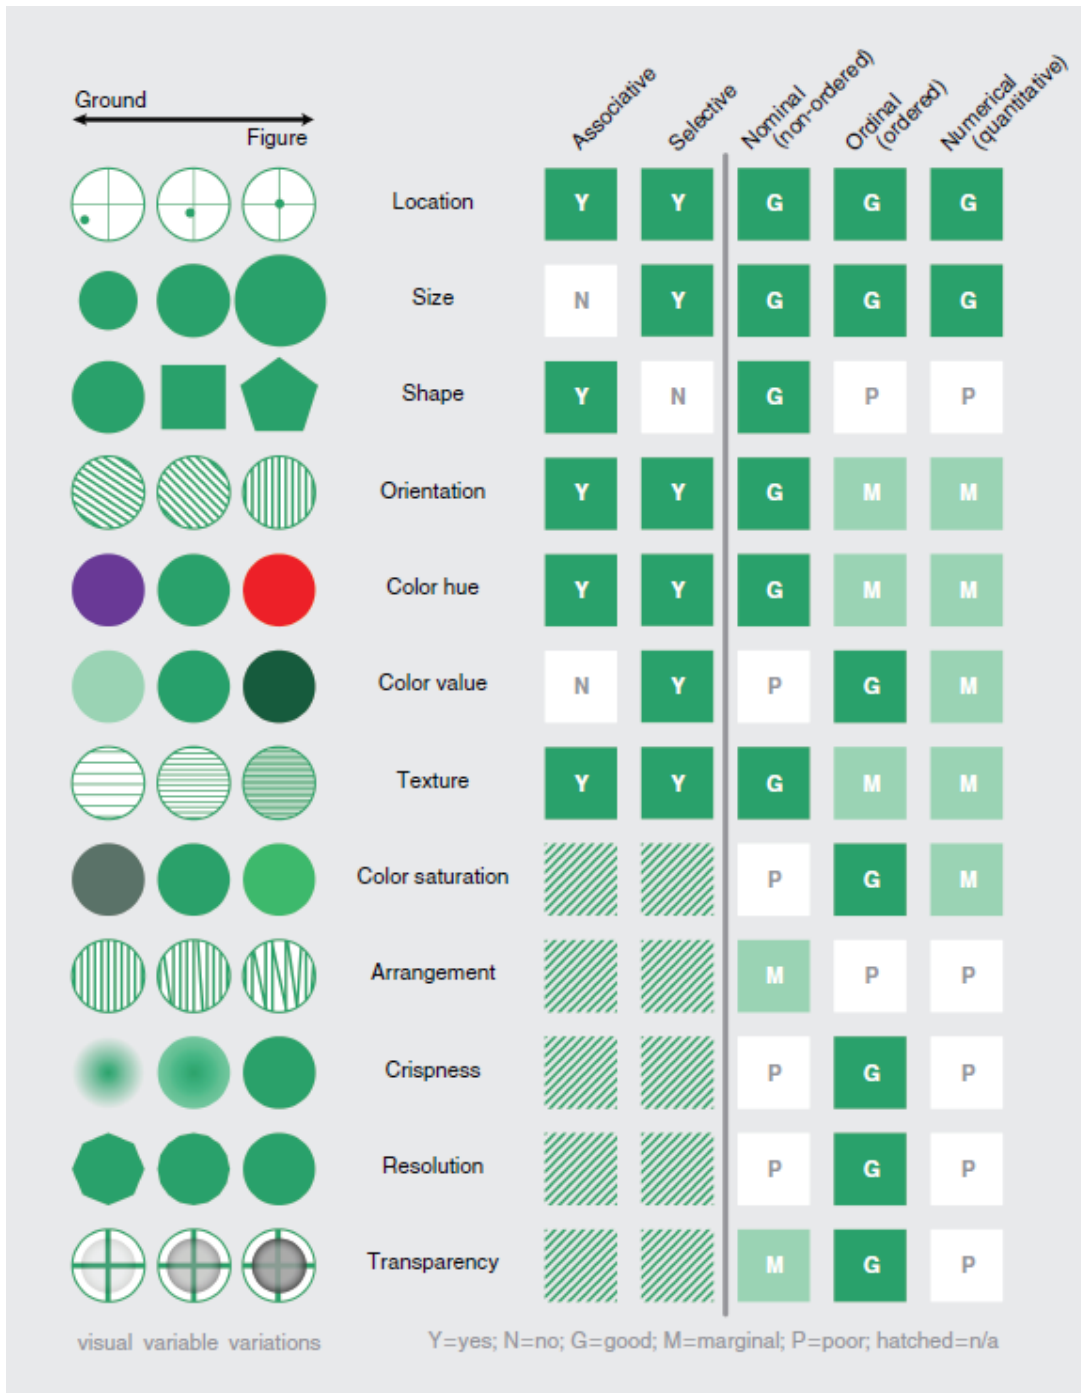 Ground
Figure
Associative
Selective
Nominal
(non-ordered)
Ordinal
(ordered)
Numerical
(quantitative)
Location Y Y G G G
Size N Y G G G
Shape Y N G P P
Orientation Y Y G M M
Color hue Y Y G M M
Color value N Y P G M
Texture Y Y G M M
Color saturation P G M
Arrangement M P P
Crispness P G P
Resolution P G P
Transparency M G P
visual variable variations
Y=yes; N=no; G=good; M=marginal; P=poor; hatched=n/a